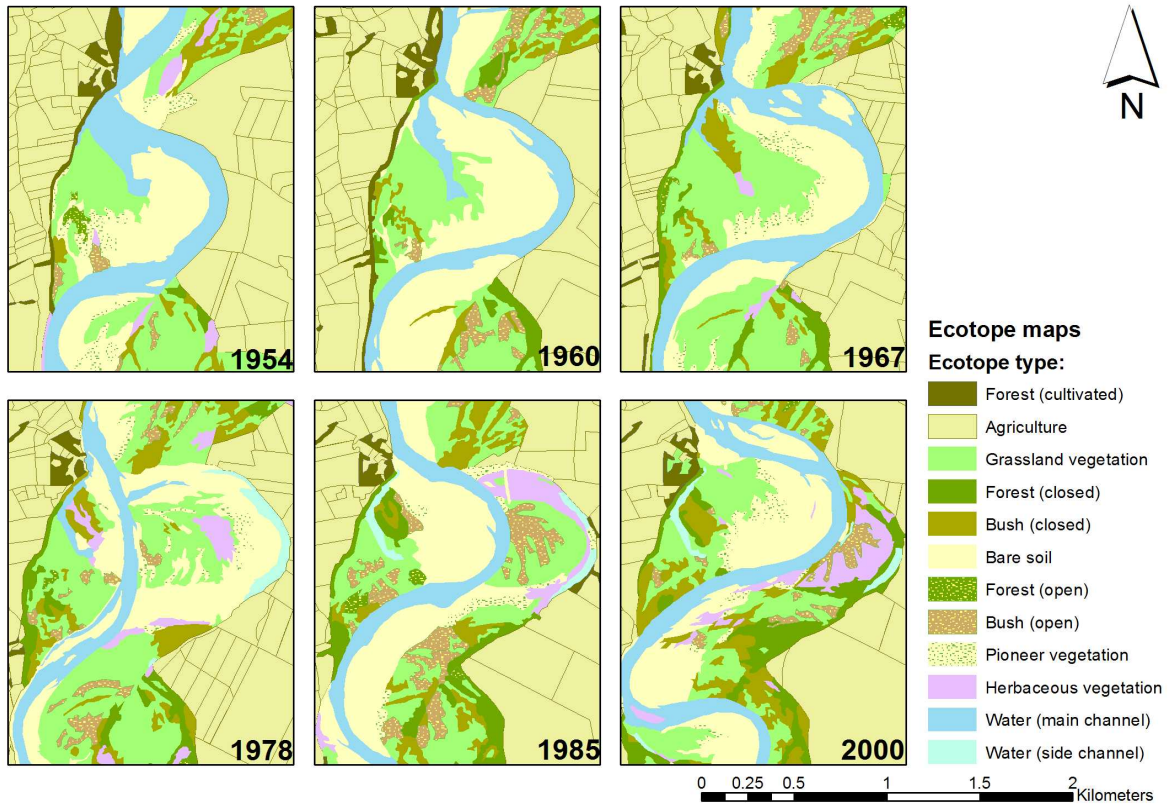 N
1954
1960
1967
1978
1985
2000
Ecotope maps
Ecotope type:
Forest (cultivated)
Agriculture
Grassland vegetation
Forest (closed)
Bush (closed)
Bare soil
Forest (open)
Bush (open)
Pioneer vegetation
Herbaceous vegetation
Water (main channel)
Water (side channel)
0 0.25 0.5 1 1.5 2
Kilometers